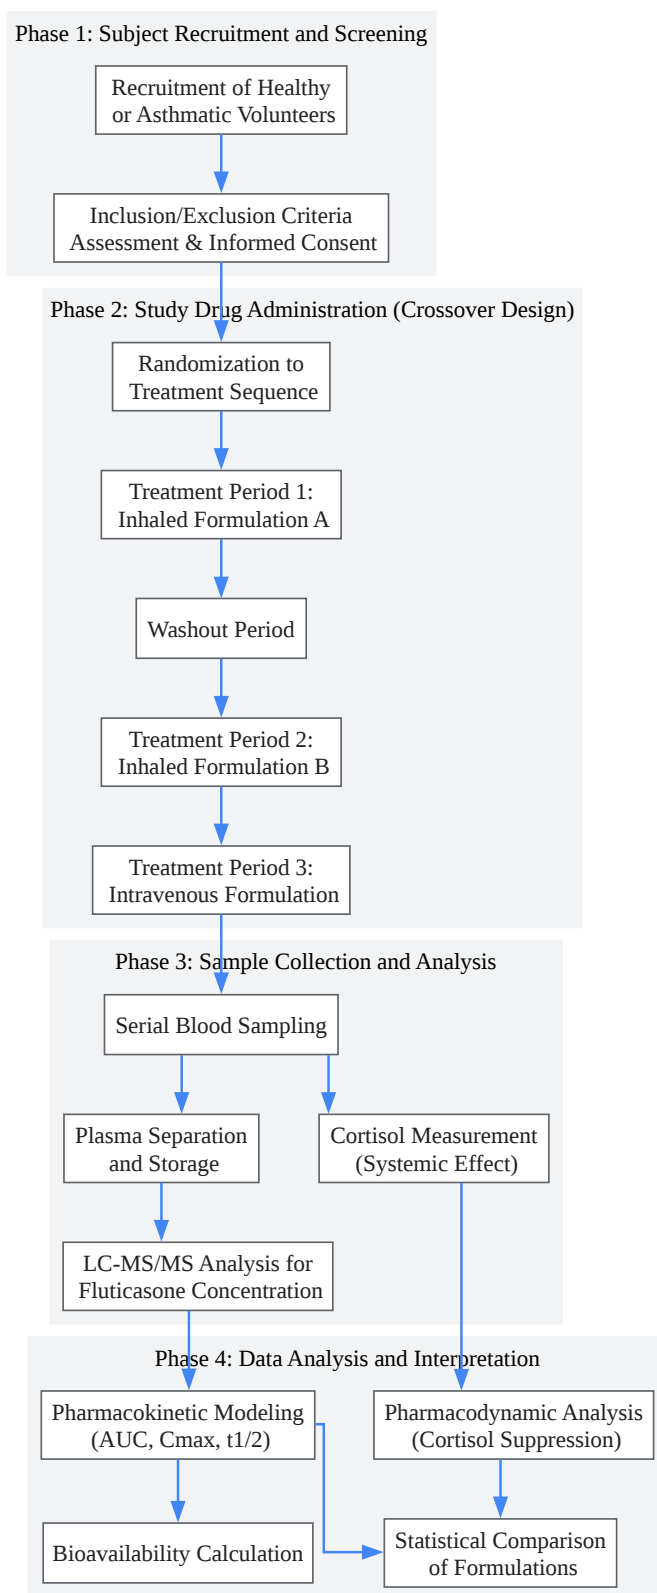 Phase 1: Subject Recruitment and Screening
Recruitment of Healthy
or Asthmatic Volunteers
Inclusion/Exclusion Criteria
Assessment & Informed Consent
Phase 2: Study Drug Administration (Crossover Design)
Randomization to
Treatment Sequence
Treatment Period 1:
Inhaled Formulation A
Washout Period
Treatment Period 2:
Inhaled Formulation B
Treatment Period 3:
Intravenous Formulation
Phase 3: Sample Collection and Analysis
Serial Blood Sampling
Plasma Separation
and Storage
Cortisol Measurement
(Systemic Effect)
LC-MS/MS Analysis for
Fluticasone Concentration
Phase 4: Data Analysis and Interpretation
Pharmacokinetic Modeling
(AUC, Cmax, t1/2)
Pharmacodynamic Analysis
(Cortisol Suppression)
Bioavailability Calculation
Statistical Comparison
of Formulations